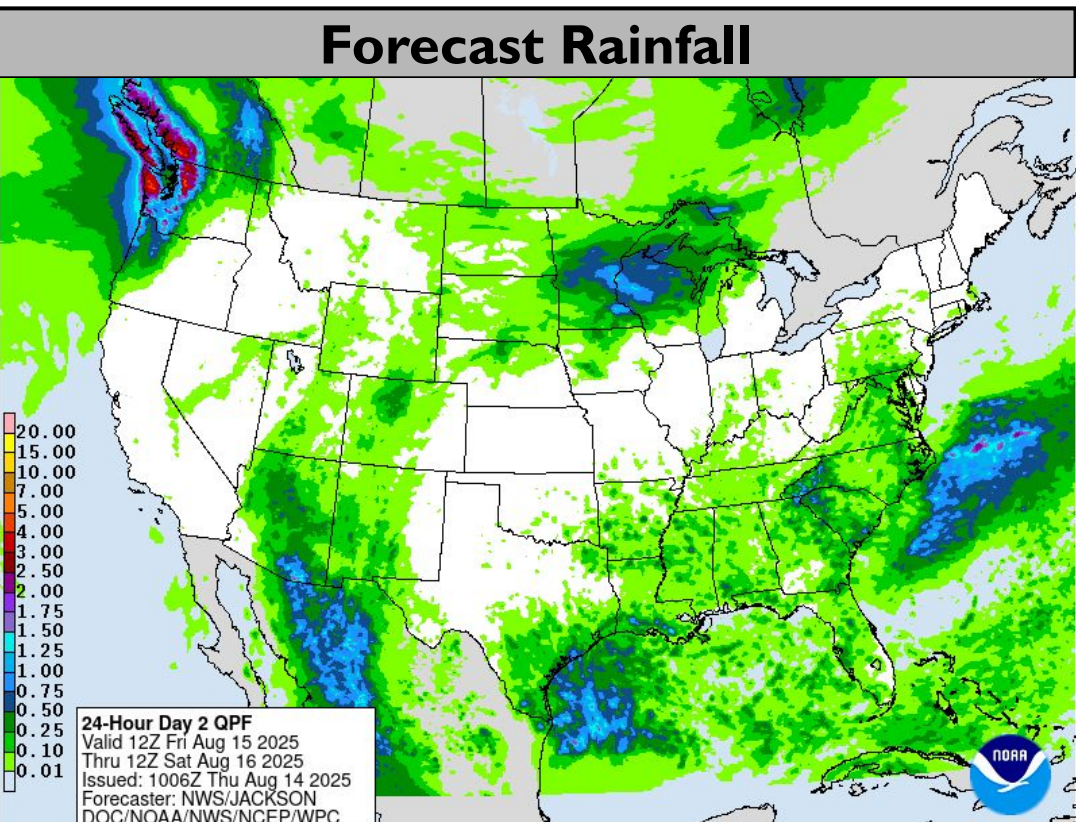 Forecast Rainfall
20.00
15.00
10.00
7.00
5.00
4.00
3.00
2.50
2.00
1.75
1.50
1.25
1.00
0.75
0.50
0.25
0.10
0.01
24-Hour Day 2 QPF
Valid 12Z Fri Aug 15 2025
Thru 12Z Sat Aug 16 2025
Issued: 1006Z Thu Aug 14 2025
Forecaster: NWS/JACKSON
DOC/NOAA/NWS/NCEP/WPC
NOAA